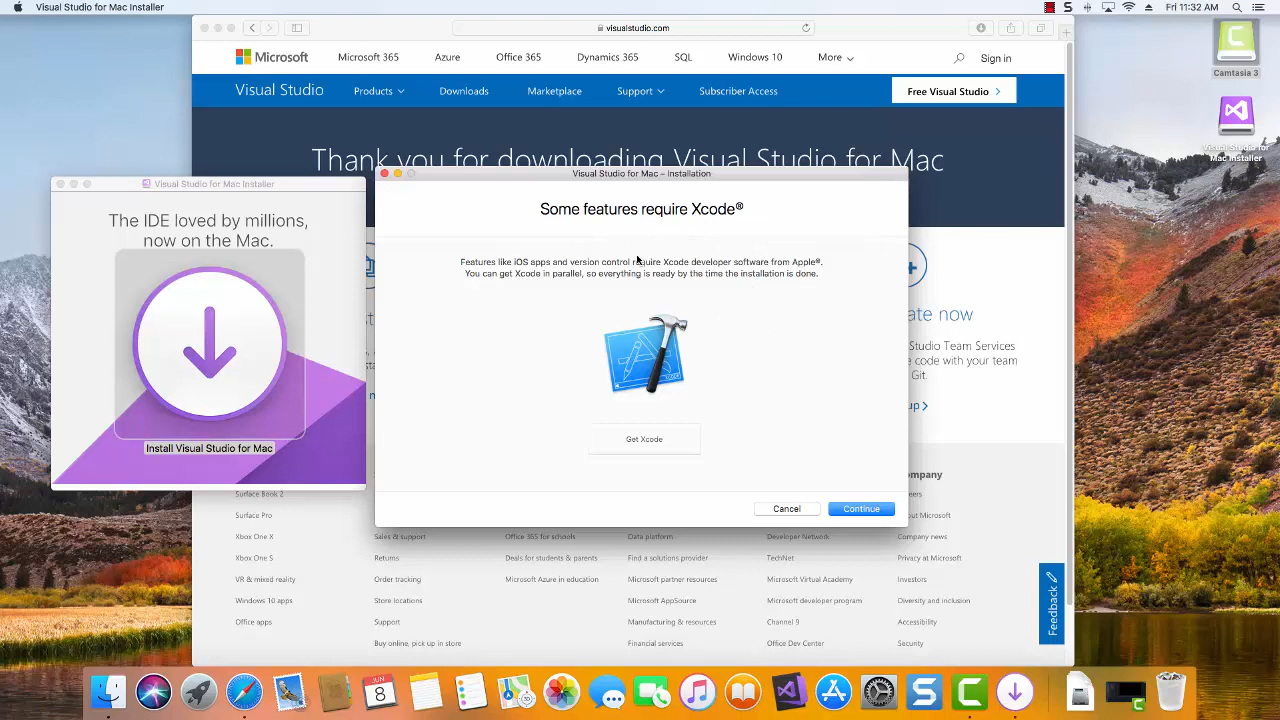 Visual Studio for Mac Installer
Fri 11:32 AM
visualstudio.com
Microsoft
Microsoft 365
Azure
Office 365
Dynamics 365
SQL
Windows 10
More
Sign in
Visual Studio
Products
Downloads
Marketplace
Support
Subscriber Access
Free Visual Studio
Thank you for downloading Visual Studio for Mac
Camtasia 3
Visual Studio for
Mac Installer
Visual Studio for Mac Installer
The IDE loved by millions,
now on the Mac.
Install Visual Studio for Mac
Visual Studio for Mac – Installation
Some features require Xcode®
Features like iOS apps and version control require Xcode developer software from Apple®.
You can get Xcode in parallel, so everything is ready by the time the installation is done.
XCODE
Get Xcode
Cancel
Continue
now
Studio Team Services
code with your team
Git.
Surface Book 2
Surface Pro
Xbox One X
Xbox One S
VR & mixed reality
Windows 10 apps
Office apps
Sales & support
Returns
Order tracking
Store locations
Support
Buy online, pick up in store
Office 365 for schools
Deals for students & parents
Microsoft Azure in education
Data platform
Find a solutions provider
Microsoft partner resources
Microsoft AppSource
Manufacturing & resources
Financial services
Developer Network
TechNet
Microsoft Virtual Academy
Microsoft developer program
Channel 9
Office Dev Center
Microsoft
Company news
Privacy at Microsoft
Investors
Diversity and inclusion
Accessibility
Security
Feedback
JUN
8